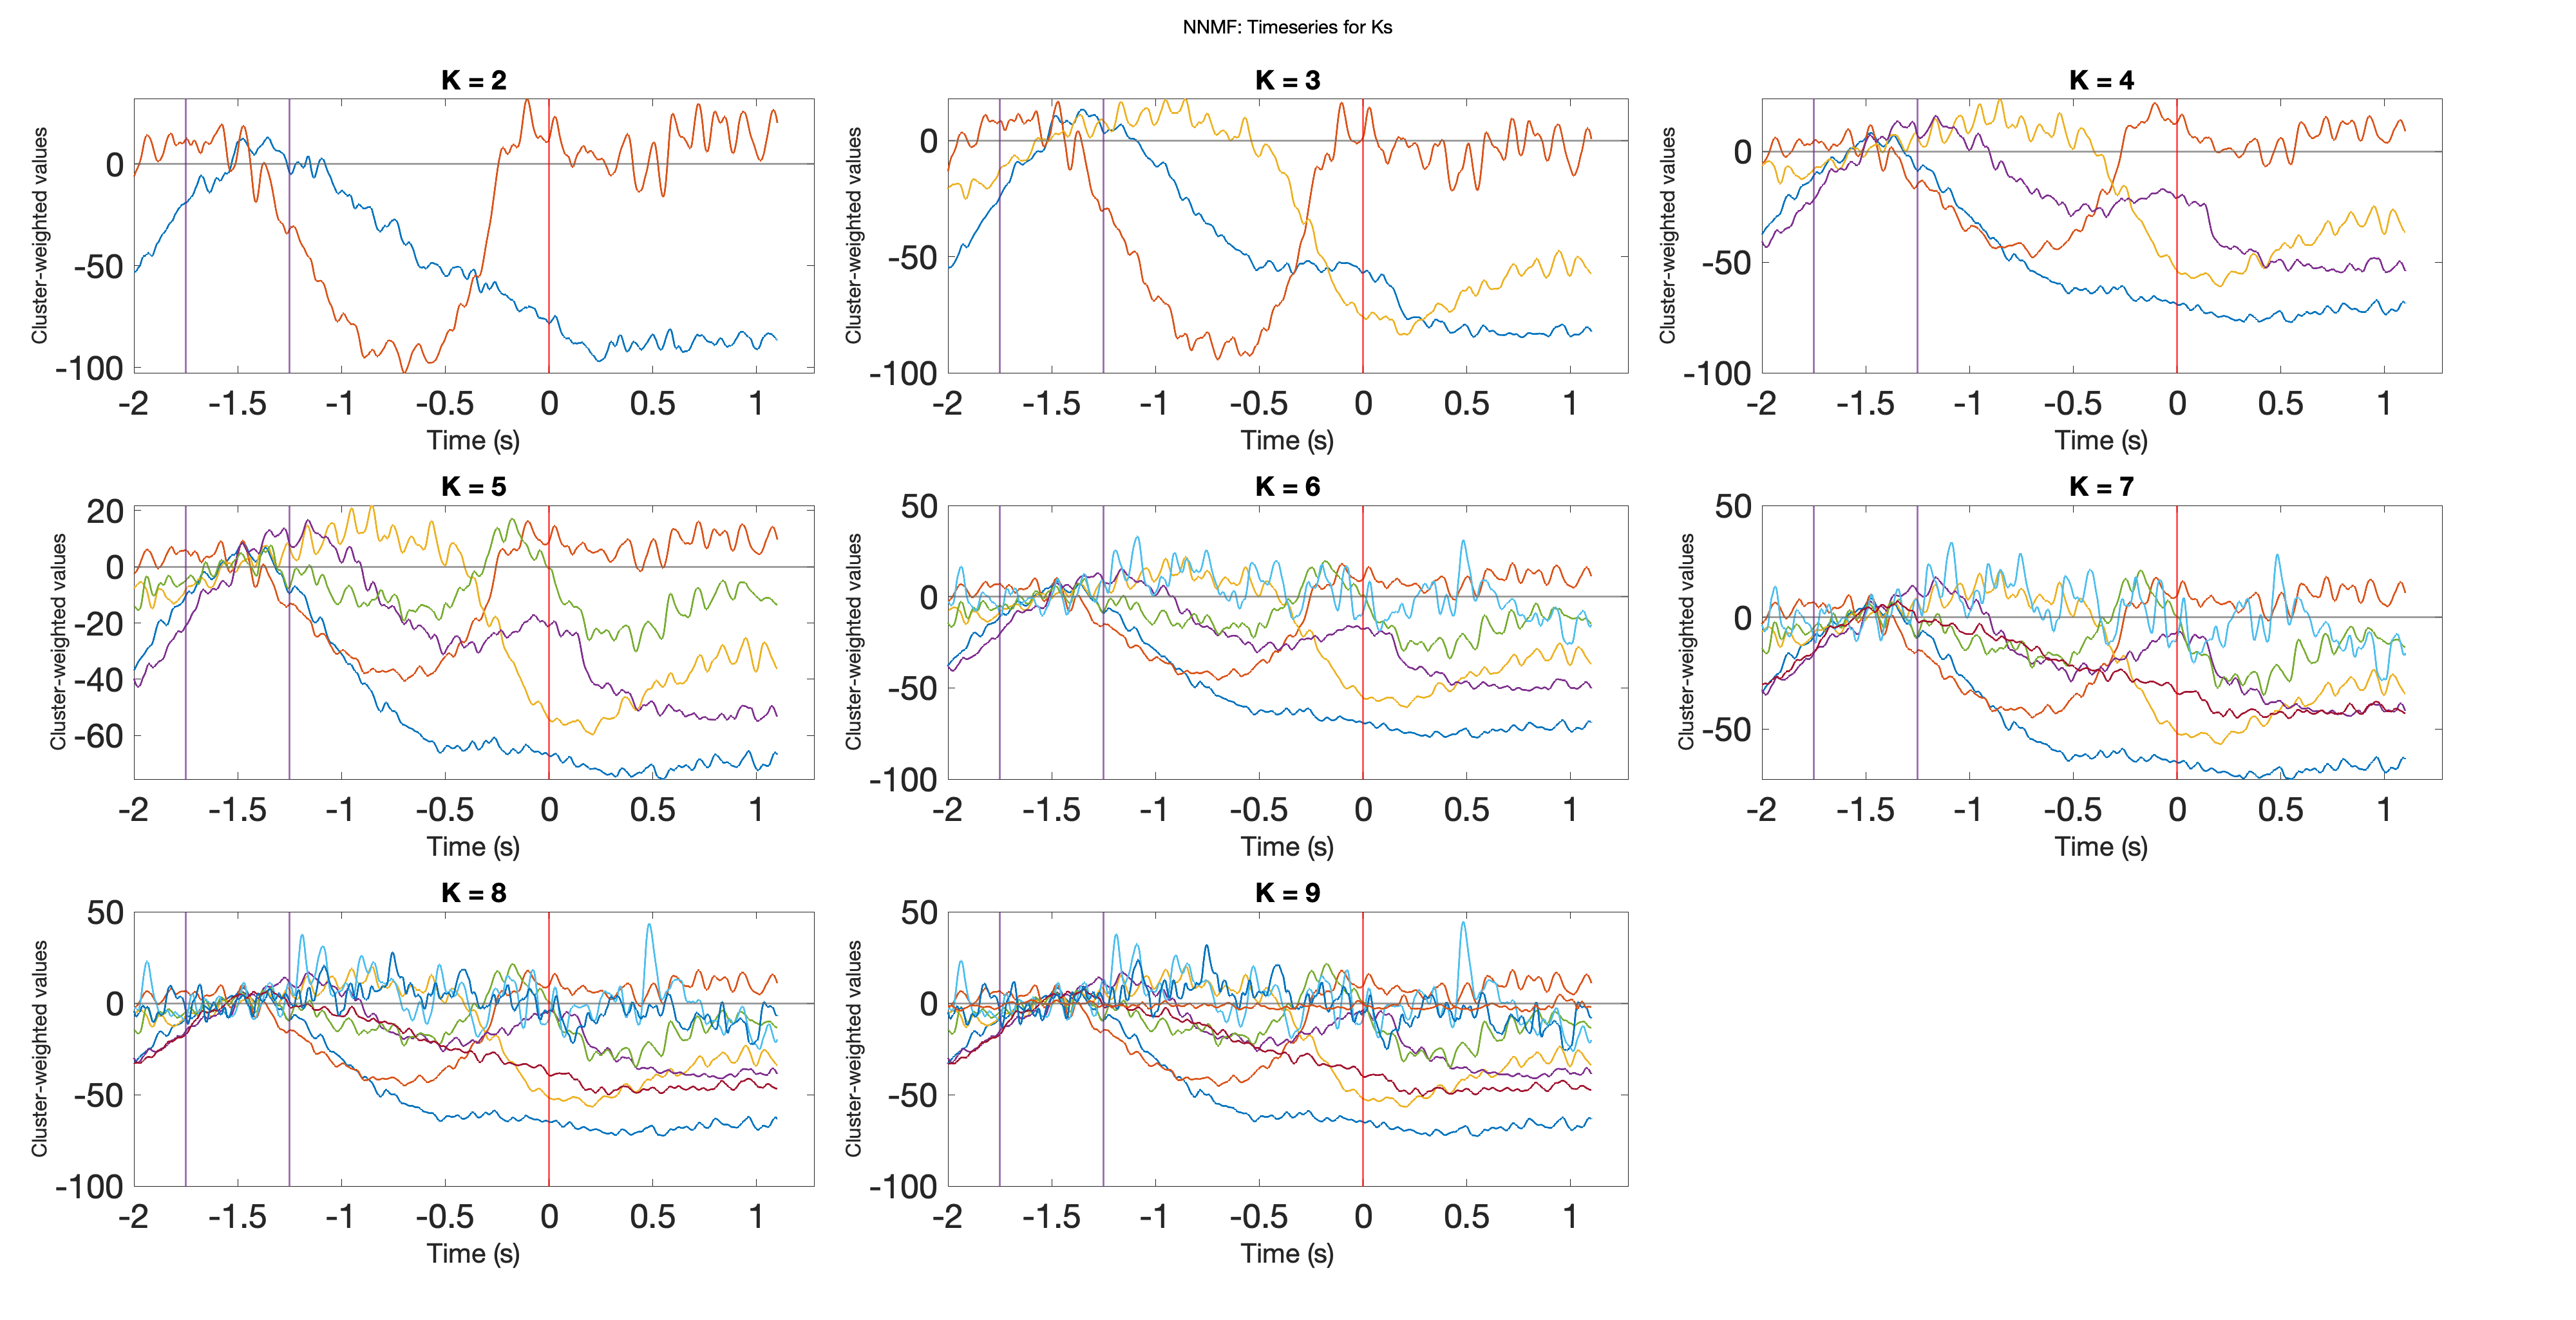 NNMF: Timeseries for Ks
K = 2
Cluster-weighted values
0
-50
-100
-2 -1.5 -1 -0.5 0 0.5 1
Time (s)
K = 3
Cluster-weighted values
0
-50
-100
-2 -1.5 -1 -0.5 0 0.5 1
Time (s)
K = 4
Cluster-weighted values
0
-50
-100
-2 -1.5 -1 -0.5 0 0.5 1
Time (s)
K = 5
Cluster-weighted values
20
0
-20
-40
-60
-2 -1.5 -1 -0.5 0 0.5 1
Time (s)
K = 6
Cluster-weighted values
50
0
-50
-100
-2 -1.5 -1 -0.5 0 0.5 1
Time (s)
K = 7
Cluster-weighted values
50
0
-50
-2 -1.5 -1 -0.5 0 0.5 1
Time (s)
K = 8
Cluster-weighted values
50
0
-50
-100
-2 -1.5 -1 -0.5 0 0.5 1
Time (s)
K = 9
Cluster-weighted values
50
0
-50
-100
-2 -1.5 -1 -0.5 0 0.5 1
Time (s)